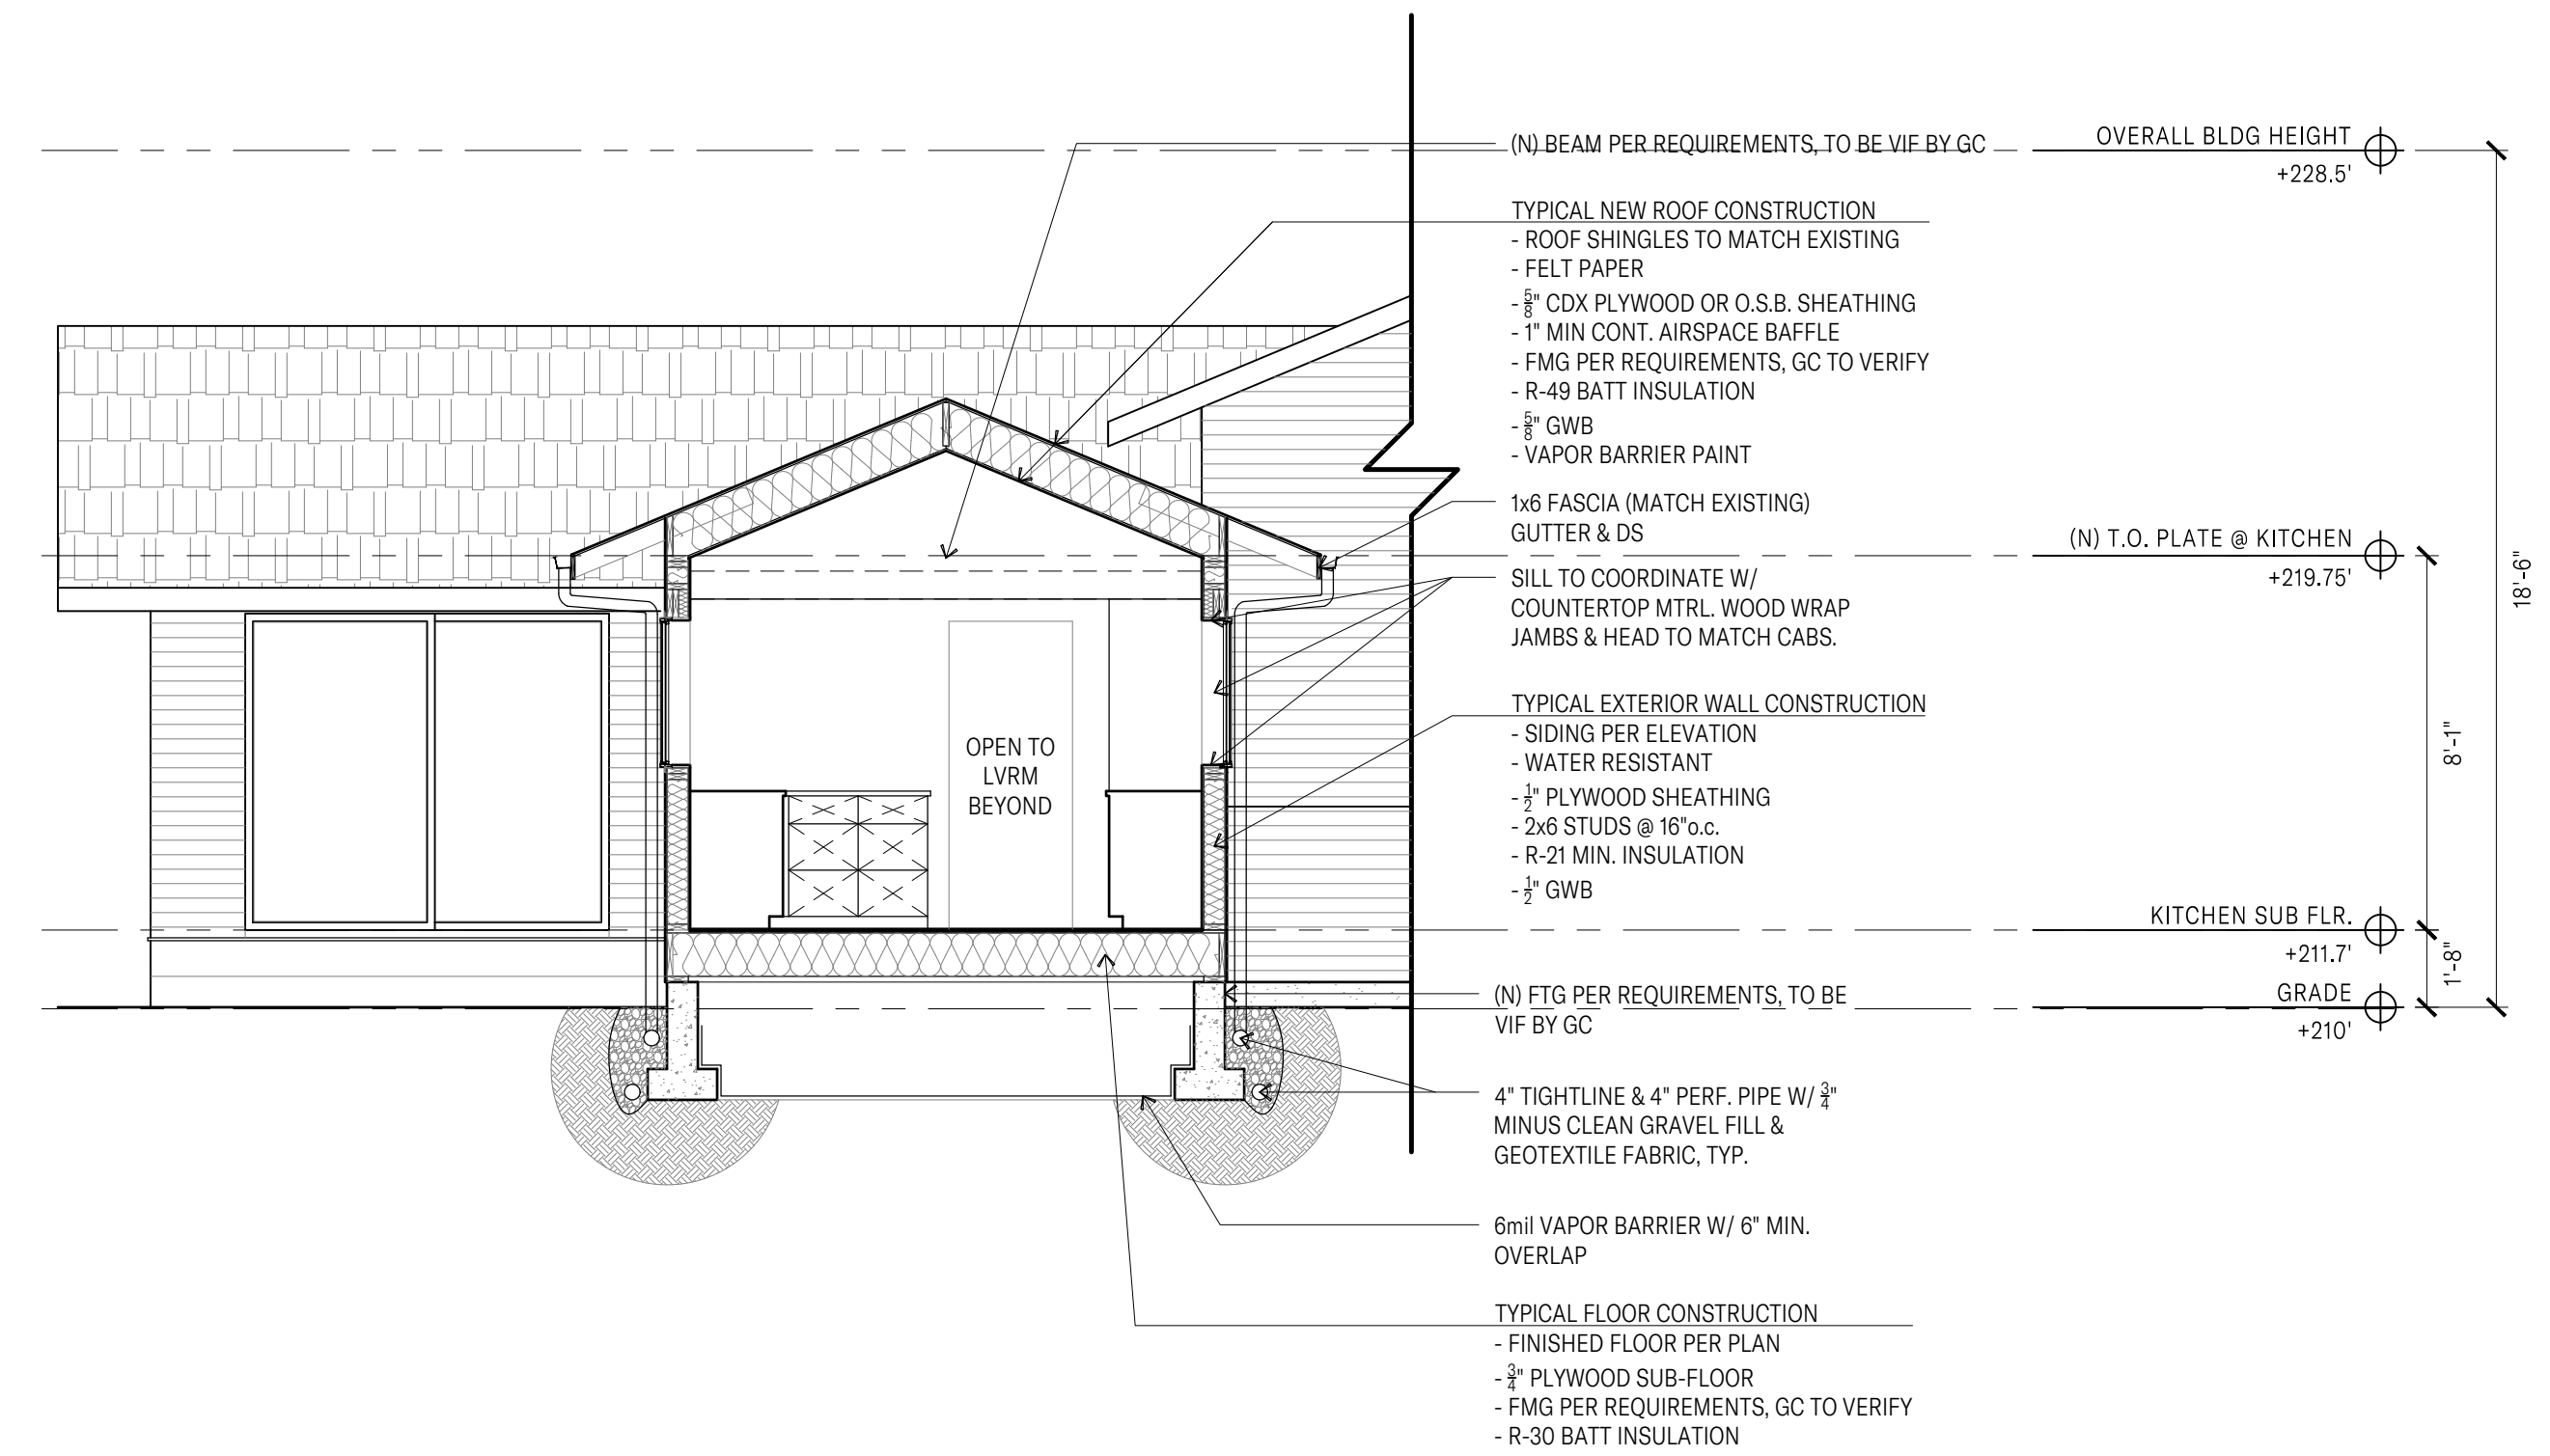 (N) BEAM PER REQUIREMENTS, TO BE VIF BY GC
OVERALL BLDG HEIGHT
+228.5'
TYPICAL NEW ROOF CONSTRUCTION
- ROOF SHINGLES TO MATCH EXISTING
- FELT PAPER
- 5/8" CDX PLYWOOD OR O.S.B. SHEATHING
- 1" MIN CONT. AIRSPACE BAFFLE
- FMG PER REQUIREMENTS, GC TO VERIFY
- R-49 BATT INSULATION
- 5/8" GWB
- VAPOR BARRIER PAINT
1x6 FASCIA (MATCH EXISTING)
GUTTER & DS
(N) T.O. PLATE @ KITCHEN
+219.75'
18'-6"
SILL TO COORDINATE W/
COUNTERTOP MTRL. WOOD WRAP
JAMBS & HEAD TO MATCH CABS.
TYPICAL EXTERIOR WALL CONSTRUCTION
- SIDING PER ELEVATION
- WATER RESISTANT
- 1/2" PLYWOOD SHEATHING
- 2x6 STUDS @ 16"o.c.
- R-21 MIN. INSULATION
- 1/2" GWB
8'-1"
OPEN TO
LVRM
BEYOND
KITCHEN SUB FLR.
+211.7'
1'-8"
GRADE
+210'
(N) FTG PER REQUIREMENTS, TO BE
VIF BY GC
4" TIGHTLINE & 4" PERF. PIPE W/ 3/4"
MINUS CLEAN GRAVEL FILL &
GEOTEXTILE FABRIC, TYP.
6mil VAPOR BARRIER W/ 6" MIN.
OVERLAP
TYPICAL FLOOR CONSTRUCTION
- FINISHED FLOOR PER PLAN
- 3/4" PLYWOOD SUB-FLOOR
- FMG PER REQUIREMENTS, GC TO VERIFY
- R-30 BATT INSULATION